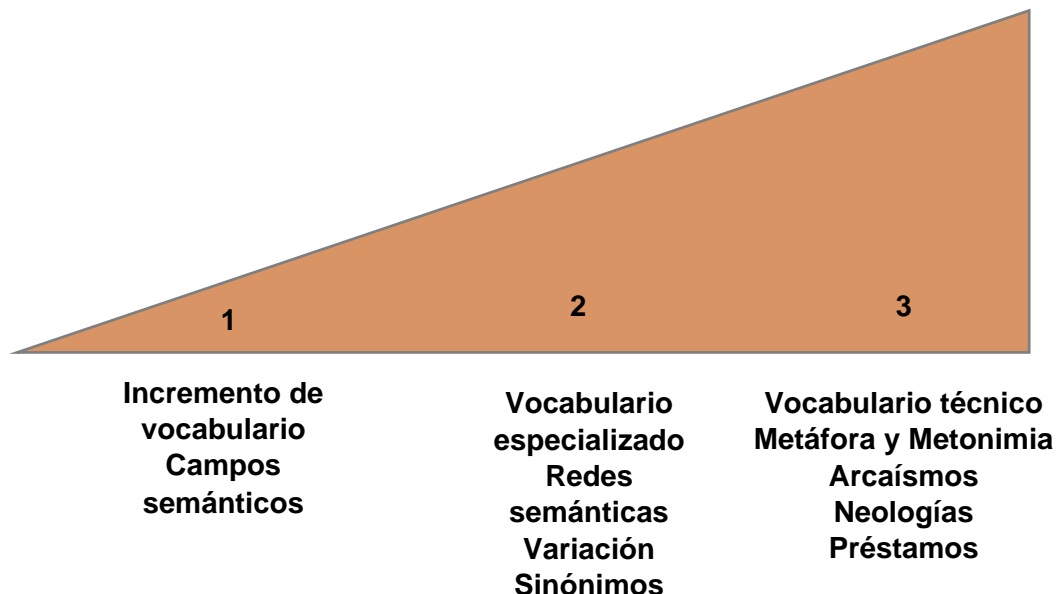 1
2
3
Incremento de
vocabulario
Campos
semánticos
Vocabulario
especializado
Redes
semánticas
Variación
Sinónimos
Vocabulario técnico
Metáfora y Metonimia
Arcaísmos
Neologías
Préstamos